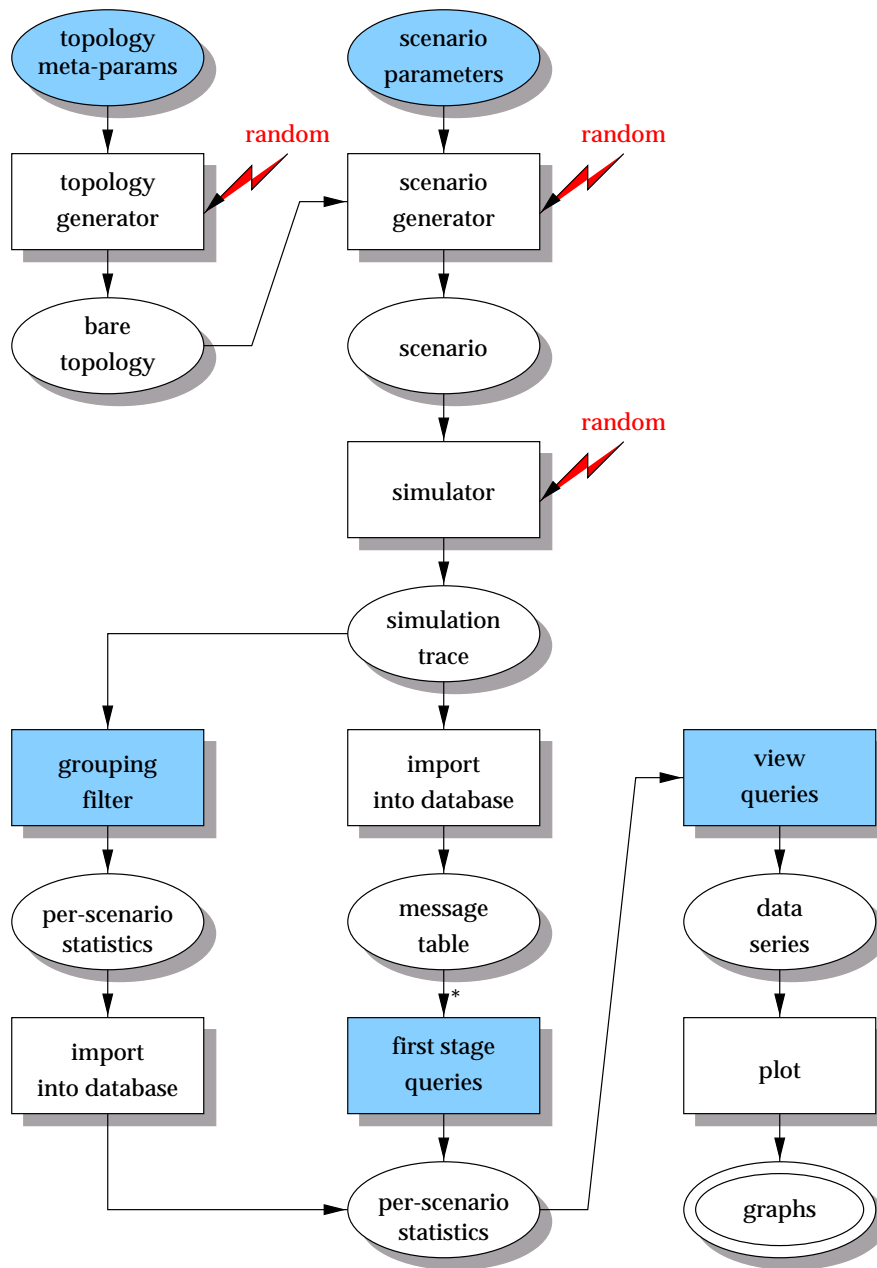 topology
meta-params
scenario
parameters
random
random
topology
generator
scenario
generator
bare
topology
scenario
random
simulator
simulation
trace
grouping
filter
import
into database
view
queries
per-scenario
statistics
message
table
data
series
*
import
into database
first stage
queries
plot
per-scenario
statistics
graphs